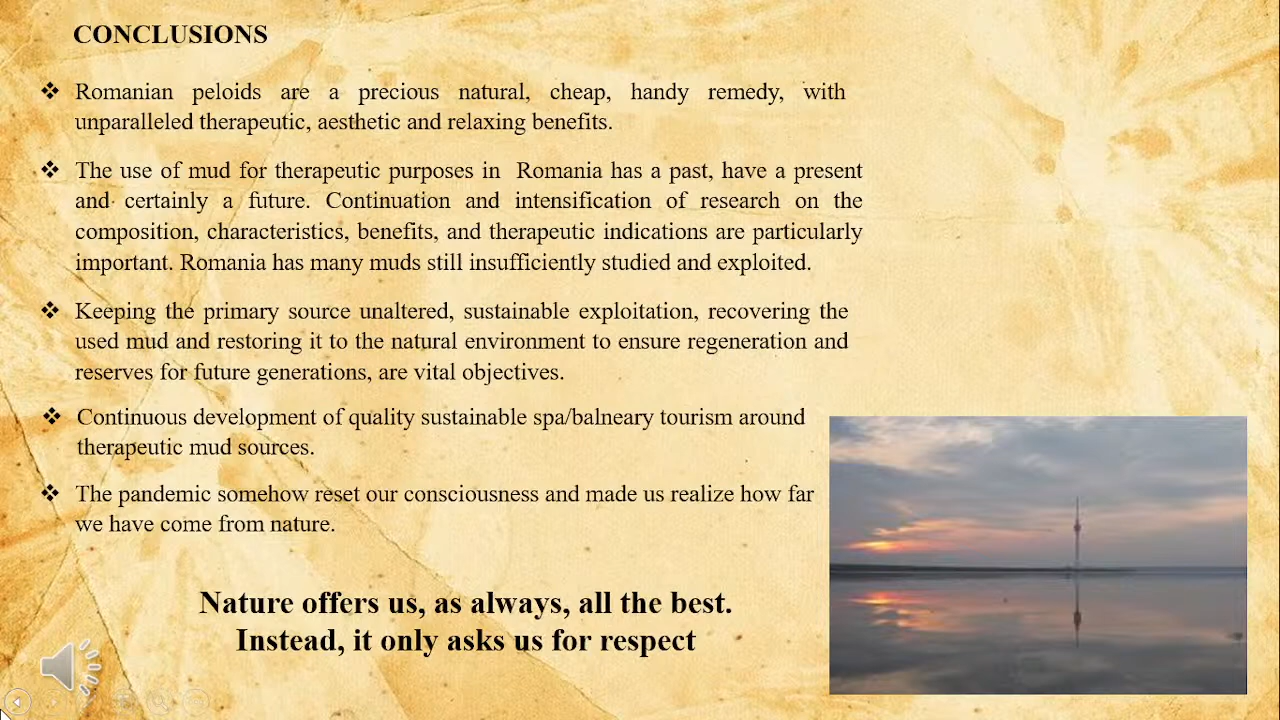 CONCLUSIONS
Romanian peloids are a precious natural, cheap, handy remedy, with
unparalleled therapeutic, aesthetic and relaxing benefits.
The use of mud for therapeutic purposes in Romania has a past, have a present
and certainly a future. Continuation and intensification of research on the
composition, characteristics, benefits, and therapeutic indications are particularly
important. Romania has many muds still insufficiently studied and exploited.
Keeping the primary source unaltered, sustainable exploitation, recovering the
used mud and restoring it to the natural environment to ensure regeneration and
reserves for future generations, are vital objectives.
Continuous development of quality sustainable spa/balneary tourism around
therapeutic mud sources.
The pandemic somehow reset our consciousness and made us realize how far
we have come from nature.
Nature offers us, as always, all the best.
Instead, it only asks us for respect